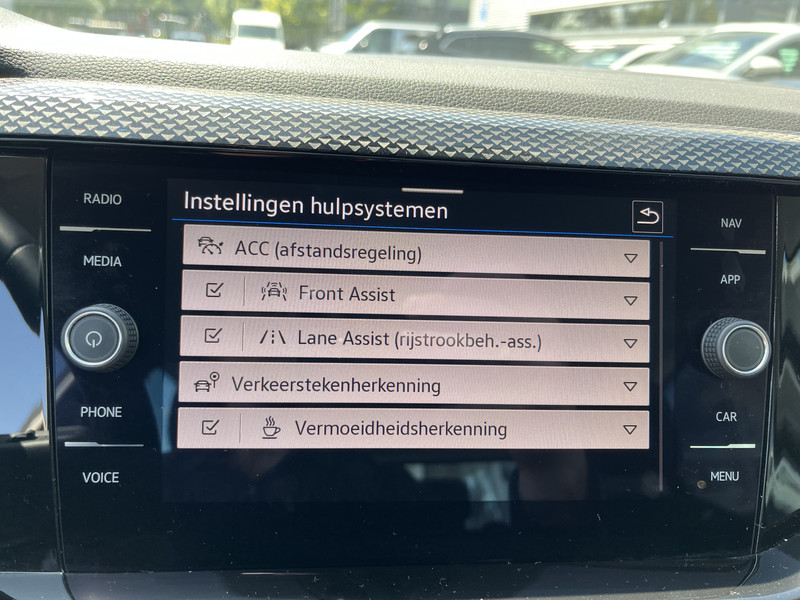 RADIO
MEDIA
PHONE
VOICE
Instellingen hulpsystemen
ACC (afstandsregeling)
Front Assist
Lane Assist (rijstrookbeh.-ass.)
Verkeerstekenherkenning
Vermoeidheidsherkenning
NAV
APP
CAR
MENU